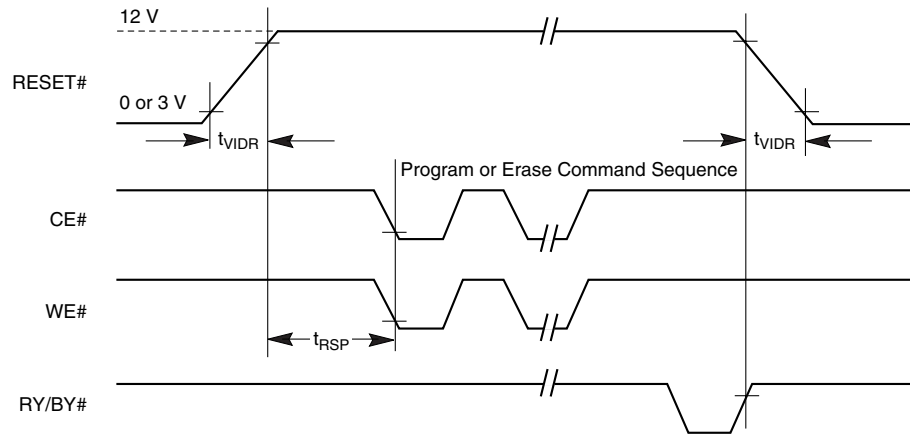 12 V
RESET#
0 or 3 V
tVIDR
tVIDR
Program or Erase Command Sequence
CE#
WE#
tRSP
RY/BY#